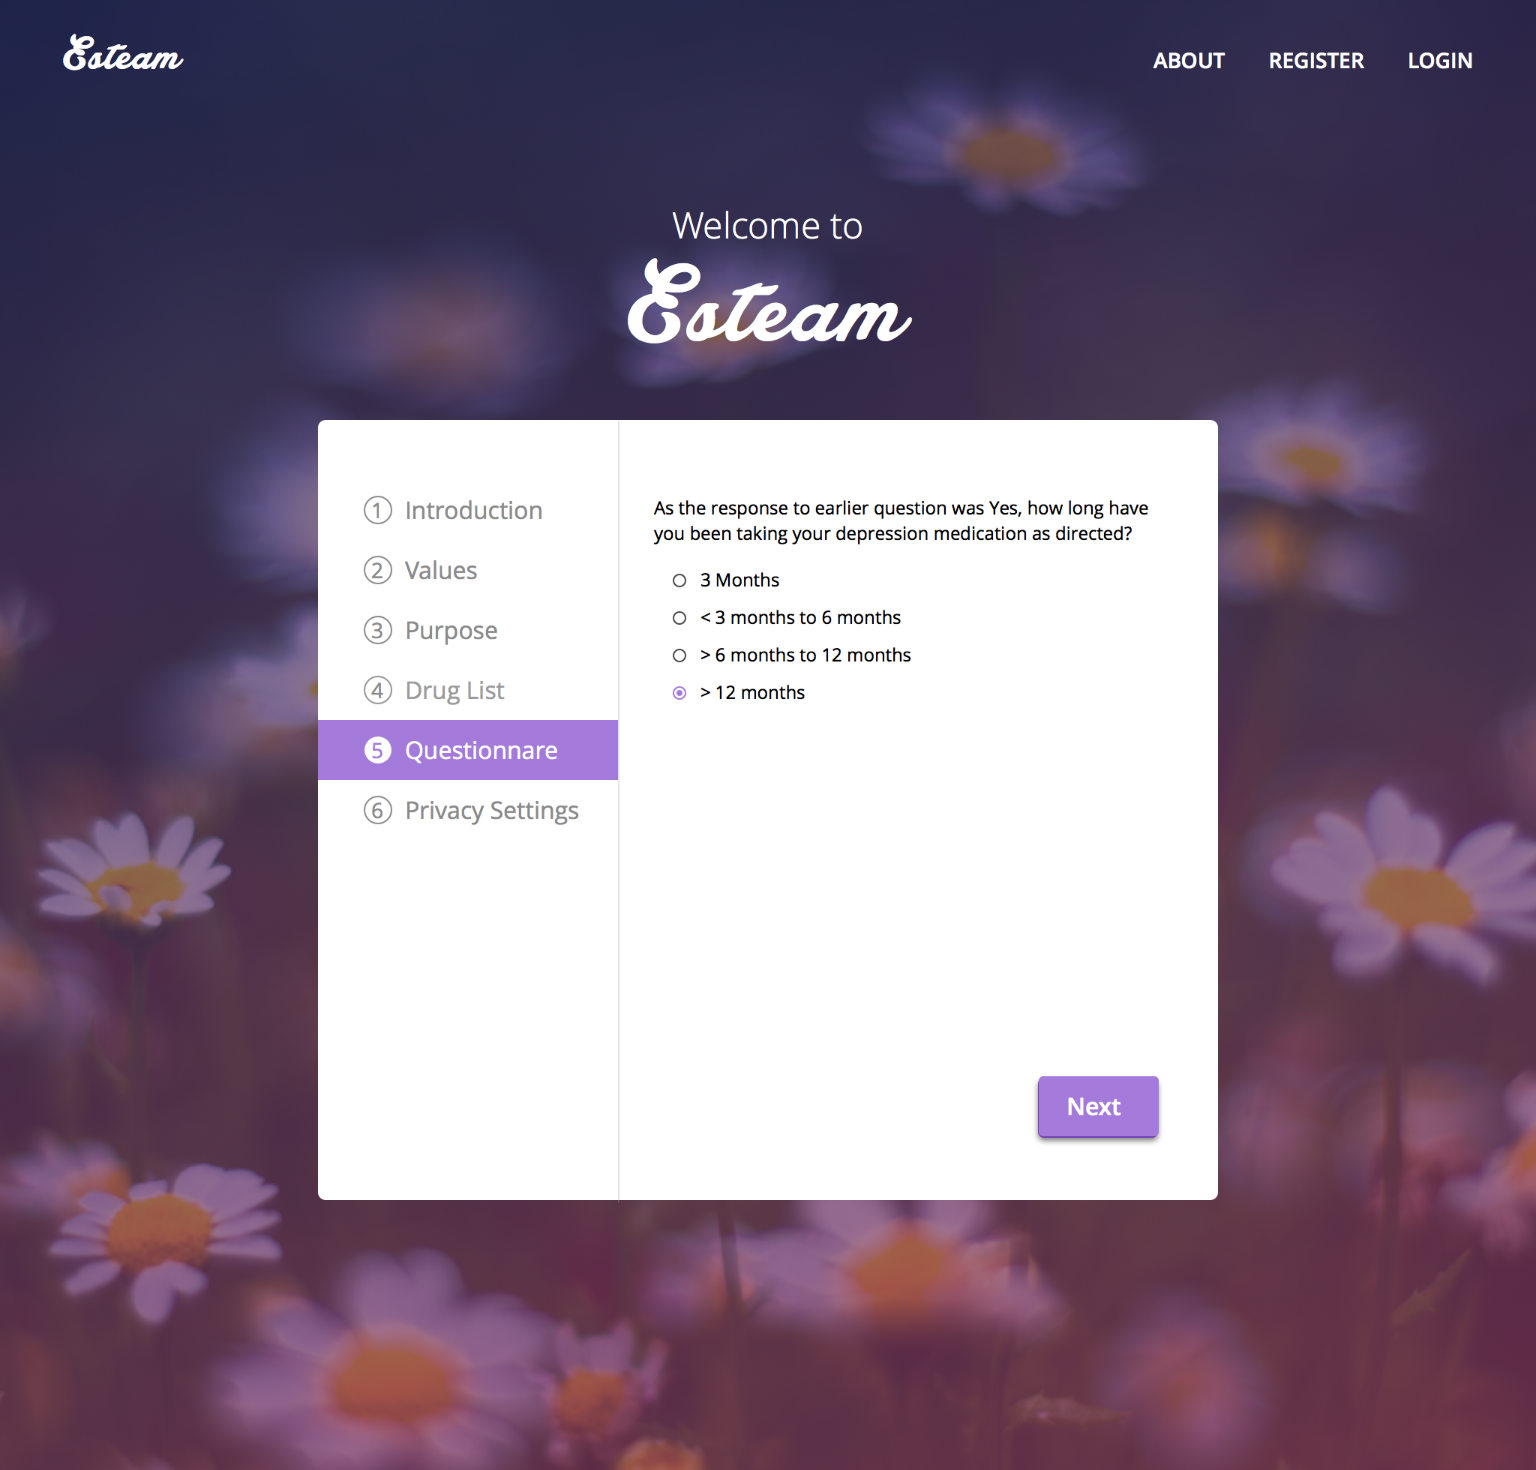 Esteam
ABOUT REGISTER LOGIN
Welcome to
Esteam
1 Introduction
2 Values
3 Purpose
4 Drug List
5 Questionnare
6 Privacy Settings
As the response to earlier question was Yes, how long have
you been taking your depression medication as directed?
3 Months
< 3 months to 6 months
> 6 months to 12 months
> 12 months
Next